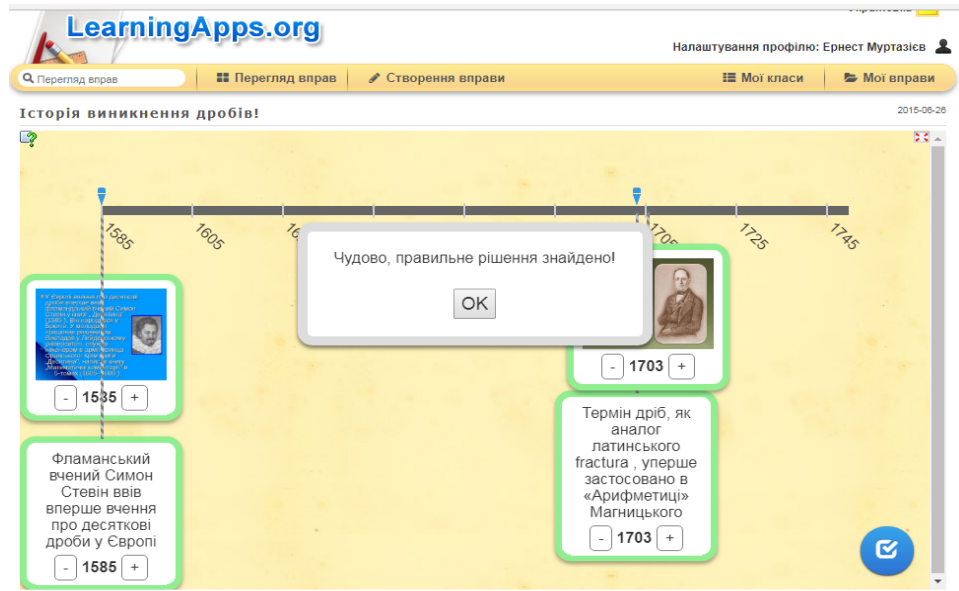 LearningApps.org
Налаштування профілю: Ернест Муртазієв
Перегляд вправ
Перегляд вправ
Створення вправи
Мої класи
Мої вправи
Історія виникнення дробів!
2015-06-26
1585
1605
1705
1725
1745
Чудово, правильне рішення знайдено!
OK
- 1585 +
- 1703 +
Фламанський
вчений Симон
Стевін ввів
вперше вчення
про десяткові
дроби у Європі
- 1585 +
Термін дріб, як
аналог
латинського
fractura , уперше
застосовано в
«Арифметиці»
Магницького
- 1703 +